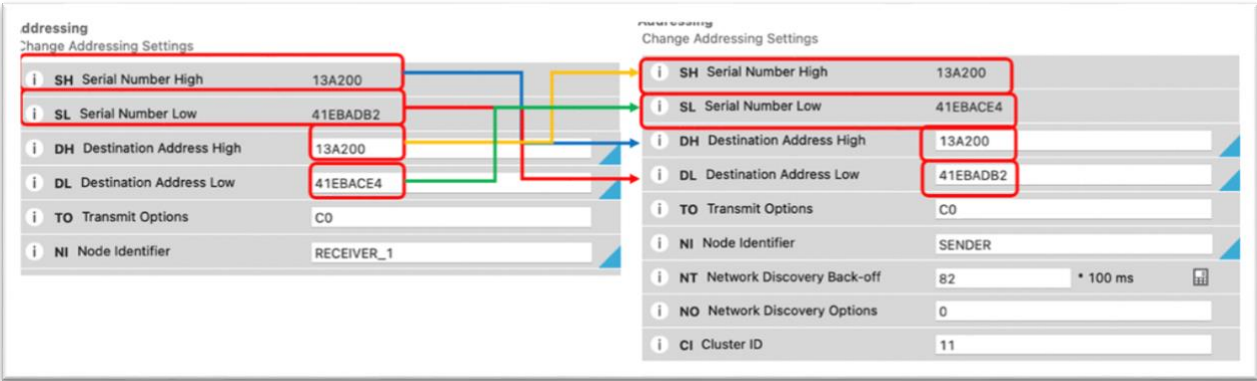 ddressing
Change Addressing Settings
i SH Serial Number High 13A200
i SL Serial Number Low 41EBADB2
i DH Destination Address High 13A200
i DL Destination Address Low 41EBACE4
i TO Transmit Options C0
i NI Node Identifier RECEIVER_1
Addressing
Change Addressing Settings
i SH Serial Number High 13A200
i SL Serial Number Low 41EBACE4
i DH Destination Address High 13A200
i DL Destination Address Low 41EBADB2
i TO Transmit Options C0
i NI Node Identifier SENDER
i NT Network Discovery Back-off 82 * 100 ms
i NO Network Discovery Options 0
i CI Cluster ID 11